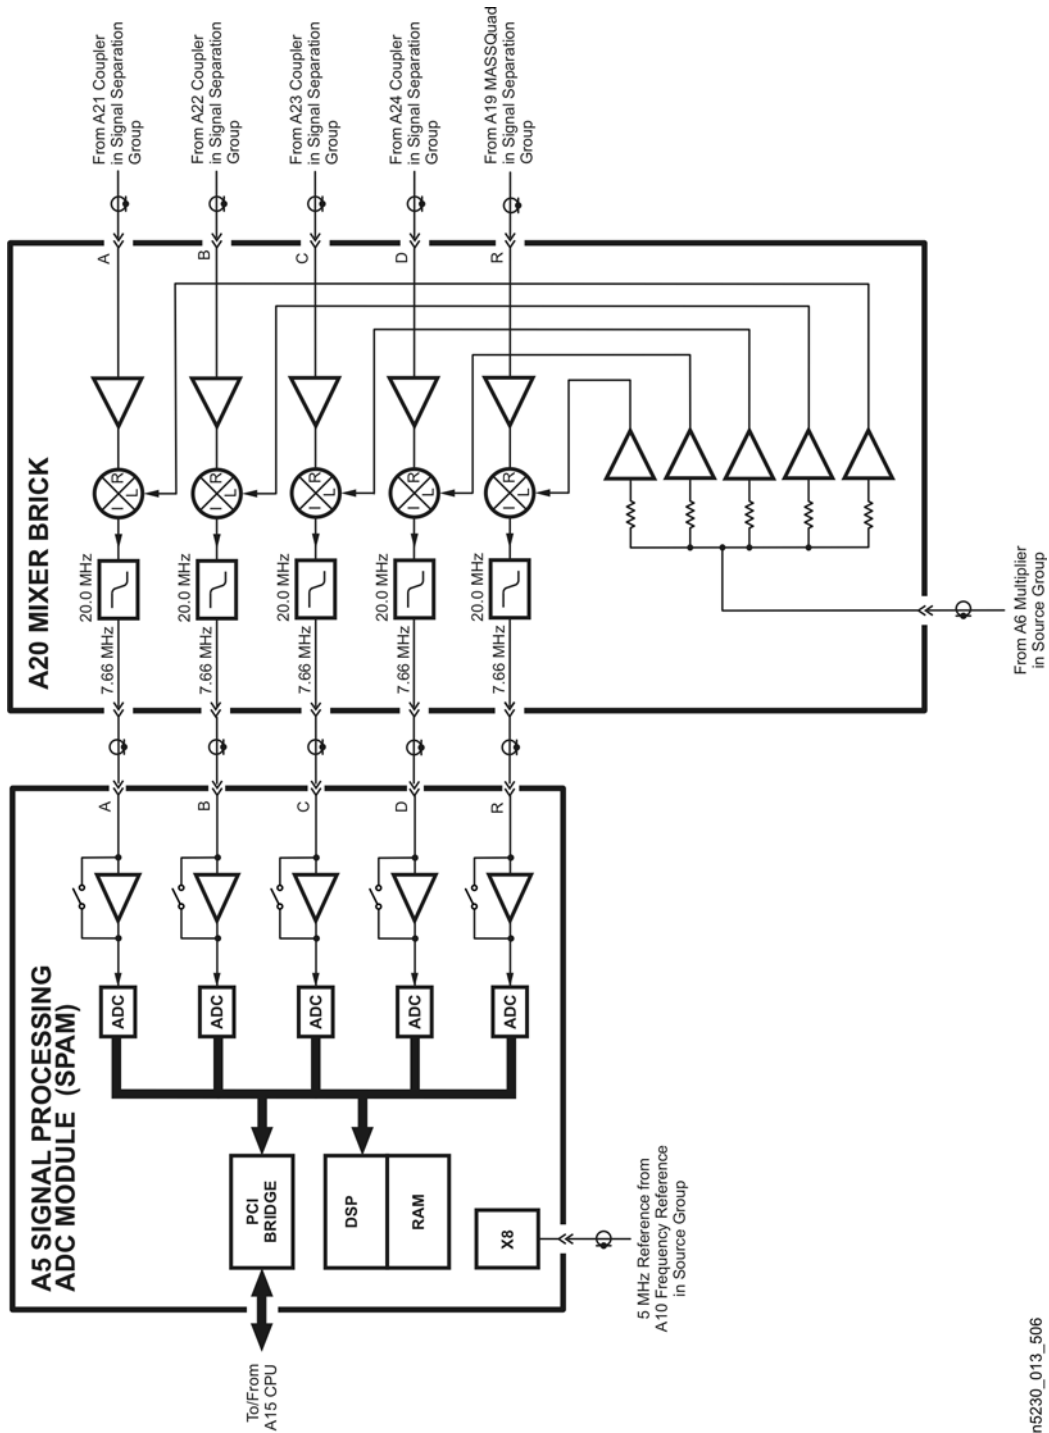 From A21 Coupler
in Signal Separation
Group
From A22 Coupler
in Signal Separation
Group
From A23 Coupler
in Signal Separation
Group
From A24 Coupler
in Signal Separation
Group
From A19 MASSQuad
in Signal Separation
Group
A20 MIXER BRICK
A
B
C
D
R
R
L
I
R
L
I
R
L
I
R
L
I
R
L
I
20.0 MHz
20.0 MHz
20.0 MHz
20.0 MHz
20.0 MHz
7.66 MHz
7.66 MHz
7.66 MHz
7.66 MHz
7.66 MHz
From A6 Multiplier
in Source Group
A5 SIGNAL PROCESSING
ADC MODULE (SPAM)
A
B
C
D
R
ADC
ADC
ADC
ADC
ADC
PCI
BRIDGE
DSP
RAM
X8
5 MHz Reference from
A10 Frequency Reference
in Source Group
To/From
A15 CPU
n5230_013_506